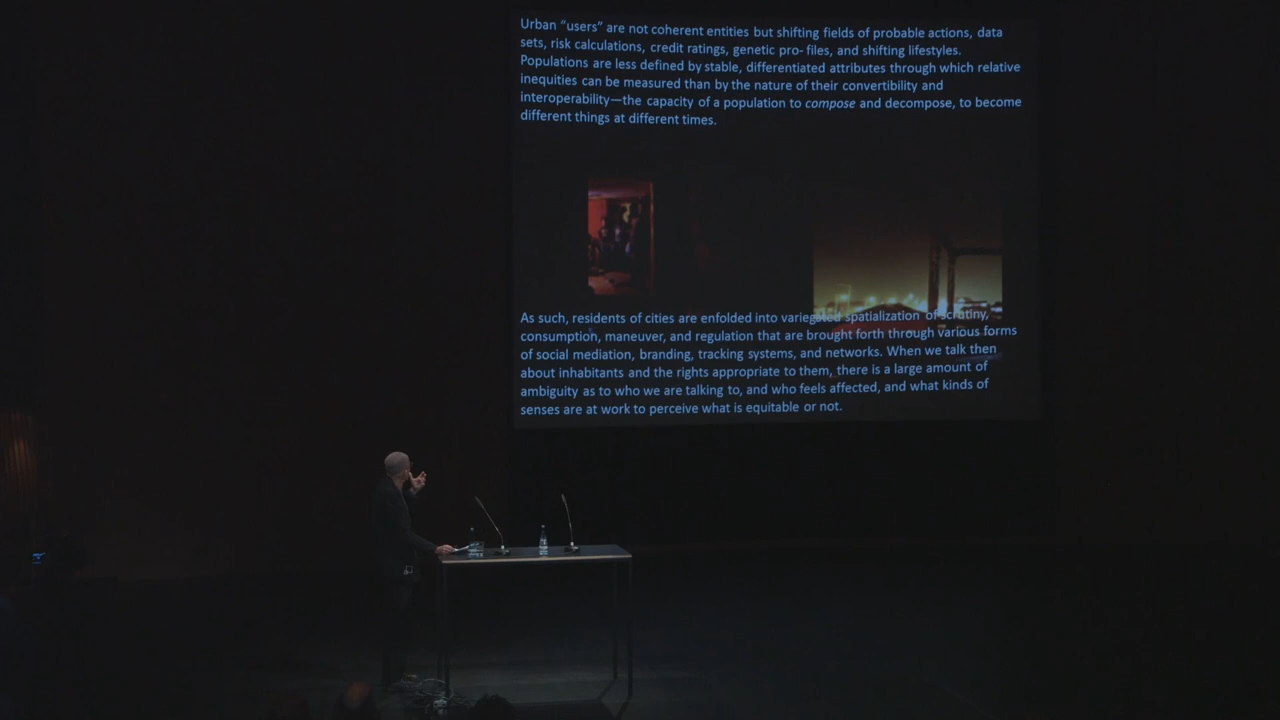 Urban “users” are not coherent entities but shifting fields of probable actions, data
sets, risk calculations, credit ratings, genetic pro- files, and shifting lifestyles.
Populations are less defined by stable, differentiated attributes through which relative
inequities can be measured than by the nature of their convertibility and
interoperability—the capacity of a population to compose and decompose, to become
different things at different times.
As such, residents of cities are enfolded into variegated spatialization of scrutiny,
consumption, maneuver, and regulation that are brought forth through various forms
of social mediation, branding, tracking systems, and networks. When we talk then
about inhabitants and the rights appropriate to them, there is a large amount of
ambiguity as to who we are talking to, and who feels affected, and what kinds of
senses are at work to perceive what is equitable or not.